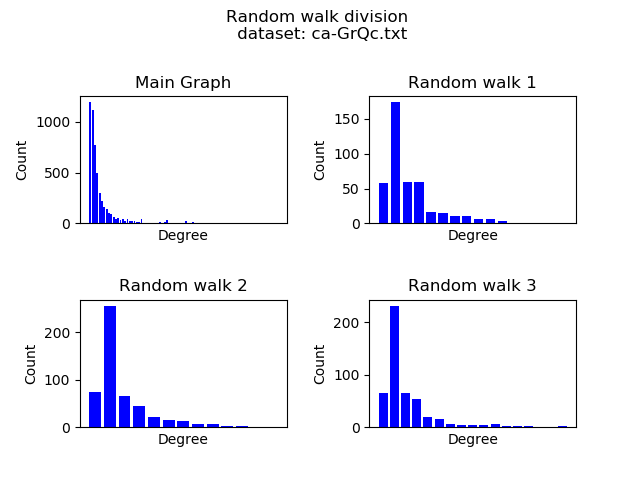 Random walk division
dataset: ca-GrQc.txt
Main Graph
Count
1000
500
0
Degree
Random walk 1
Count
150
100
50
0
Degree
Random walk 2
Count
200
100
0
Degree
Random walk 3
Count
200
100
0
Degree